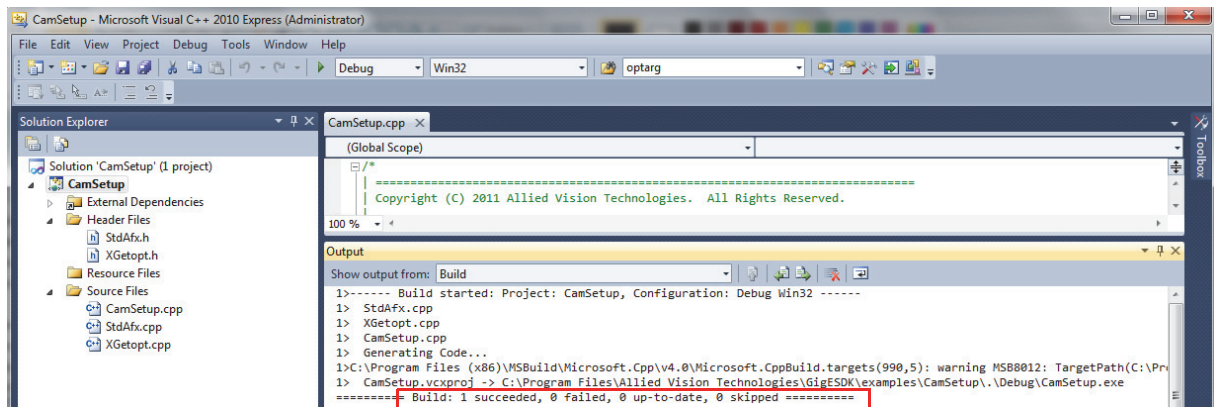 CamSetup - Microsoft Visual C++ 2010 Express (Administrator)
File Edit View Project Debug Tools Window Help
Debug Win32 optarg
Solution Explorer
CamSetup.cpp
(Global Scope)
Toolbox
Solution 'CamSetup' (1 project)
CamSetup
External Dependencies
Header Files
StdAfx.h
XGetopt.h
Resource Files
Source Files
CamSetup.cpp
StdAfx.cpp
XGetopt.cpp
/*
==============================================================================
Copyright (C) 2011 Allied Vision Technologies. All Rights Reserved.
100 %
Output
Show output from: Build
1>------ Build started: Project: CamSetup, Configuration: Debug Win32 ------
1> StdAfx.cpp
1> XGetopt.cpp
1> CamSetup.cpp
1> Generating Code...
1>C:\Program Files (x86)\MSBuild\Microsoft.Cpp\v4.0\Microsoft.CppBuild.targets(990,5): warning MSB8012: TargetPath(C:\Pr
1> CamSetup.vcxproj -> C:\Program Files\Allied Vision Technologies\GigESDK\examples\CamSetup\.\Debug\CamSetup.exe
========== Build: 1 succeeded, 0 failed, 0 up-to-date, 0 skipped ==========